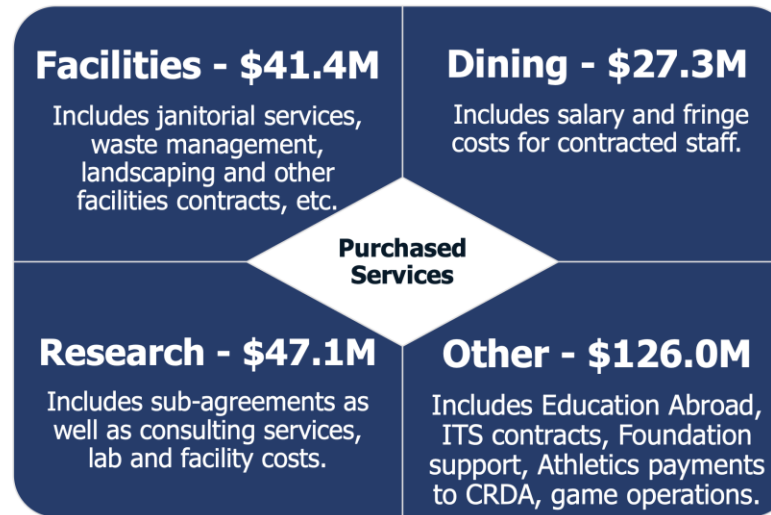 Facilities - $41.4M
Includes janitorial services,
waste management,
landscaping and other
facilities contracts, etc.
Dining - $27.3M
Includes salary and fringe
costs for contracted staff.
Purchased
Services
Research - $47.1M
Includes sub-agreements as
well as consulting services,
lab and facility costs.
Other - $126.0M
Includes Education Abroad,
ITS contracts, Foundation
support, Athletics payments
to CRDA, game operations.